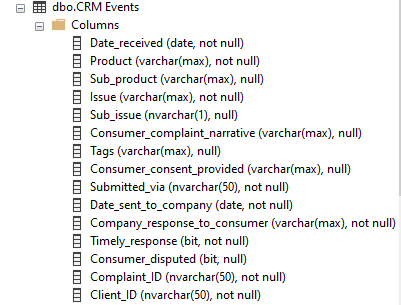 dbo.CRM Events
Columns
Date_received (date, not null)
Product (varchar(max), not null)
Sub_product (varchar(max), null)
Issue (varchar(max), not null)
Sub_issue (nvarchar(1), null)
Consumer_complaint_narrative (varchar(max), null)
Tags (varchar(max), null)
Consumer_consent_provided (varchar(max), null)
Submitted_via (nvarchar(50), not null)
Date_sent_to_company (date, not null)
Company_response_to_consumer (varchar(max), not null)
Timely_response (bit, not null)
Consumer_disputed (bit, null)
Complaint_ID (nvarchar(50), not null)
Client_ID (nvarchar(50), not null)